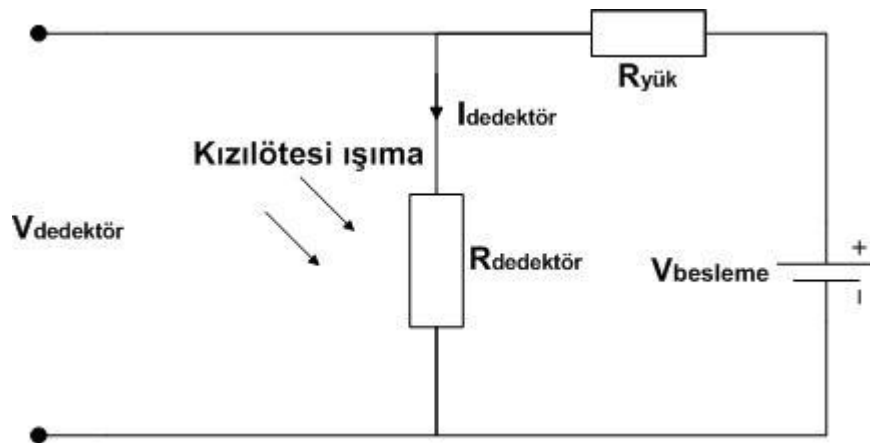 Ryük
Idedektör
Kızılötesi ışıma
Vdedektör
Rdedektör
Vbesleme
+
-